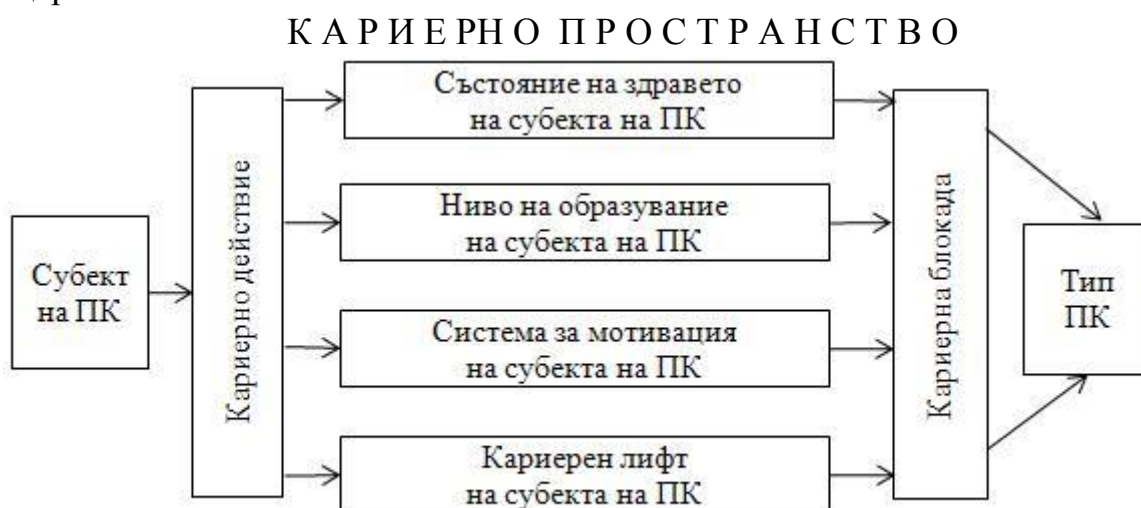 К А Р И Е Р Н О П Р О С Т Р А Н С Т В О
Субект
на ПК
Кариерно действие
Състояние на здравето
на субекта на ПК
Ниво на образувание
на субекта на ПК
Система за мотивация
на субекта на ПК
Кариерен лифт
на субекта на ПК
Кариерна блокада
Тип
ПК